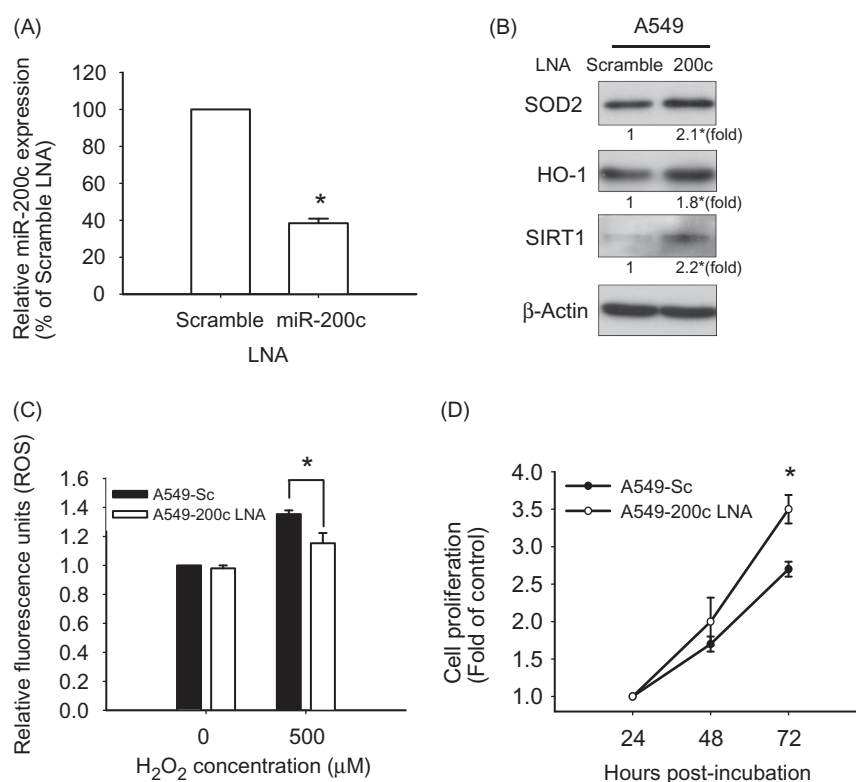 (A)
Relative miR-200c expression
(% of Scramble LNA)
120
100
80
60
40
20
0
*
Scramble miR-200c
LNA
(B)
A549
LNA Scramble 200c
SOD2
1 2.1*(fold)
HO-1
1 1.8*(fold)
SIRT1
1 2.2*(fold)
β-Actin
(C)
Relative fluorescence units (ROS)
1.6
1.4
1.2
1.0
1.6
1.4
1.2
0.0
A549-Sc
A549-200c LNA
*
0 500
H2O2 concentration (μM)
(D)
Cell proliferation
(Fold of control)
4.0
3.5
3.0
2.5
2.0
1.5
1.0
A549-Sc
A549-200c LNA
*
24 48 72
Hours post-incubation